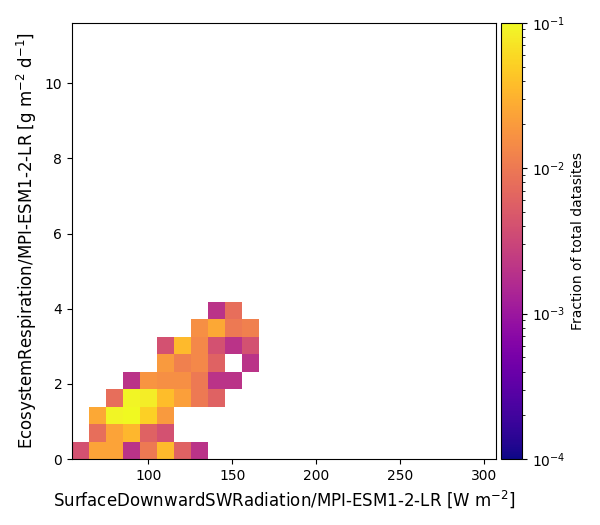 EcosystemRespiration/MPI-ESM1-2-LR [g m⁻² d⁻¹]
10
8
6
4
2
0
100 150 200 250 300
SurfaceDownwardSWRadiation/MPI-ESM1-2-LR [W m⁻²]
10⁻¹
10⁻²
10⁻³
10⁻⁴
Fraction of total datasites